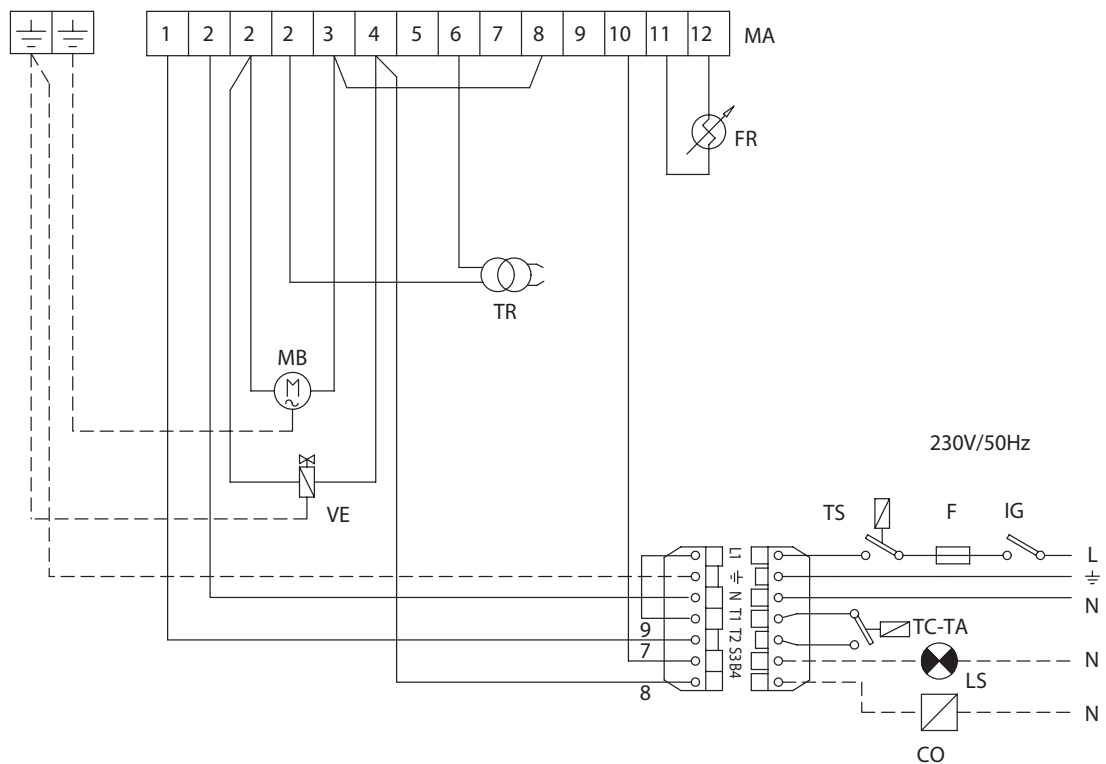 1 2 2 2 3 4 5 6 7 8 9 10 11 12 MA
FR
TR
MB
M
VE
230V/50Hz
TS F IG
L1 L
N N
T1
9 T2 TC-TA
7 S3 N
8 B4 LS
N
CO